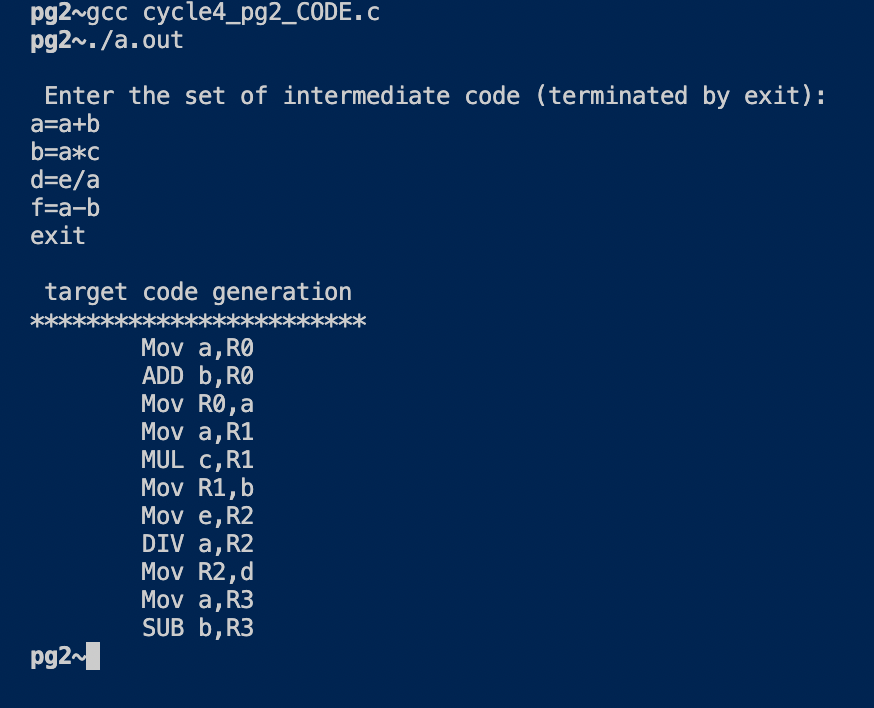 pg2~gcc cycle4_pg2_CODE.c
pg2~./a.out
Enter the set of intermediate code (terminated by exit):
a=a+b
b=a*c
d=e/a
f=a-b
exit
target code generation
************************
Mov a,R0
ADD b,R0
Mov R0,a
Mov a,R1
MUL c,R1
Mov R1,b
Mov e,R2
DIV a,R2
Mov R2,d
Mov a,R3
SUB b,R3
pg2~